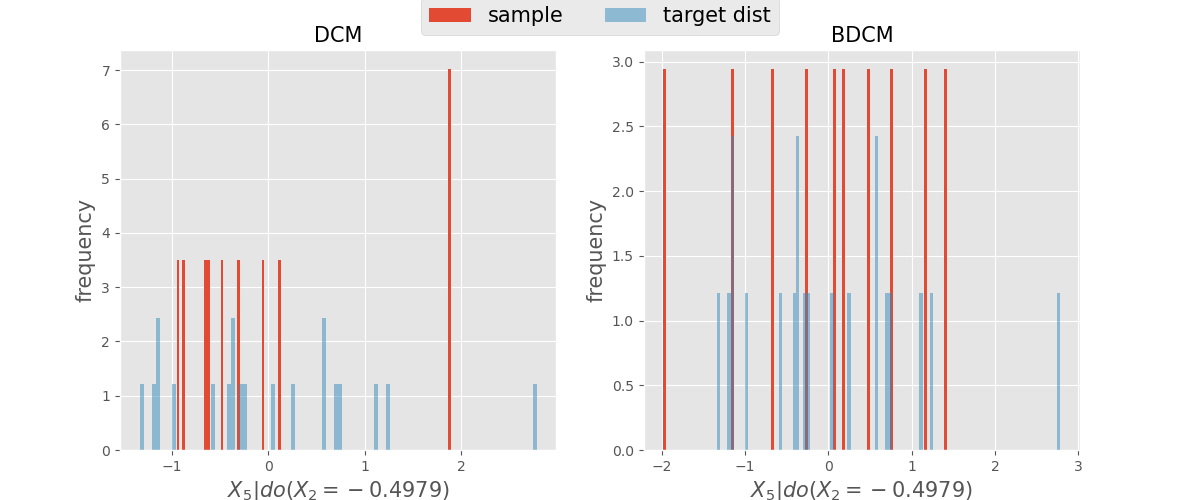 sample target dist
DCM
BDCM
frequency
7
6
5
4
3
2
1
0
−1 0 1 2
X₅|do(X₂ = −0.4979)
frequency
3.0
2.5
2.0
1.5
1.0
0.5
0.0
−2 −1 0 1 2 3
X₅|do(X₂ = −0.4979)